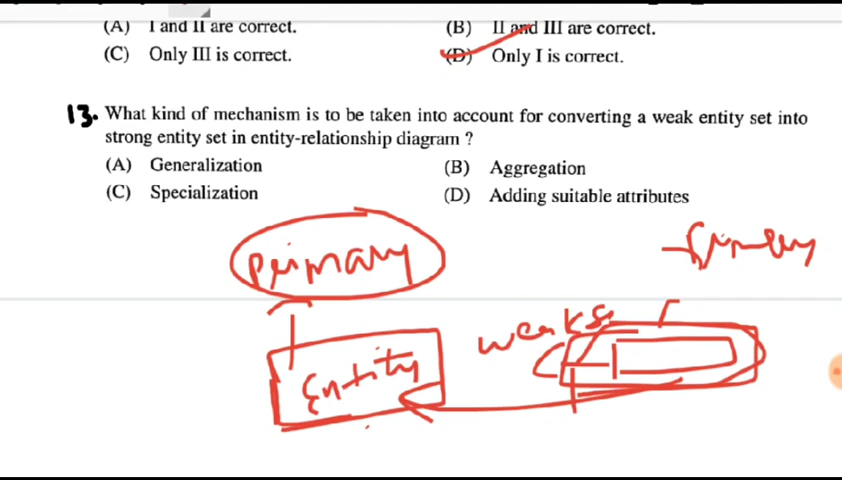 (A) I and II are correct. (B) II and III are correct.
(C) Only III is correct. (D) Only I is correct.
13. What kind of mechanism is to be taken into account for converting a weak entity set into
strong entity set in entity-relationship diagram ?
(A) Generalization (B) Aggregation
(C) Specialization (D) Adding suitable attributes
Primary
weak
Entity